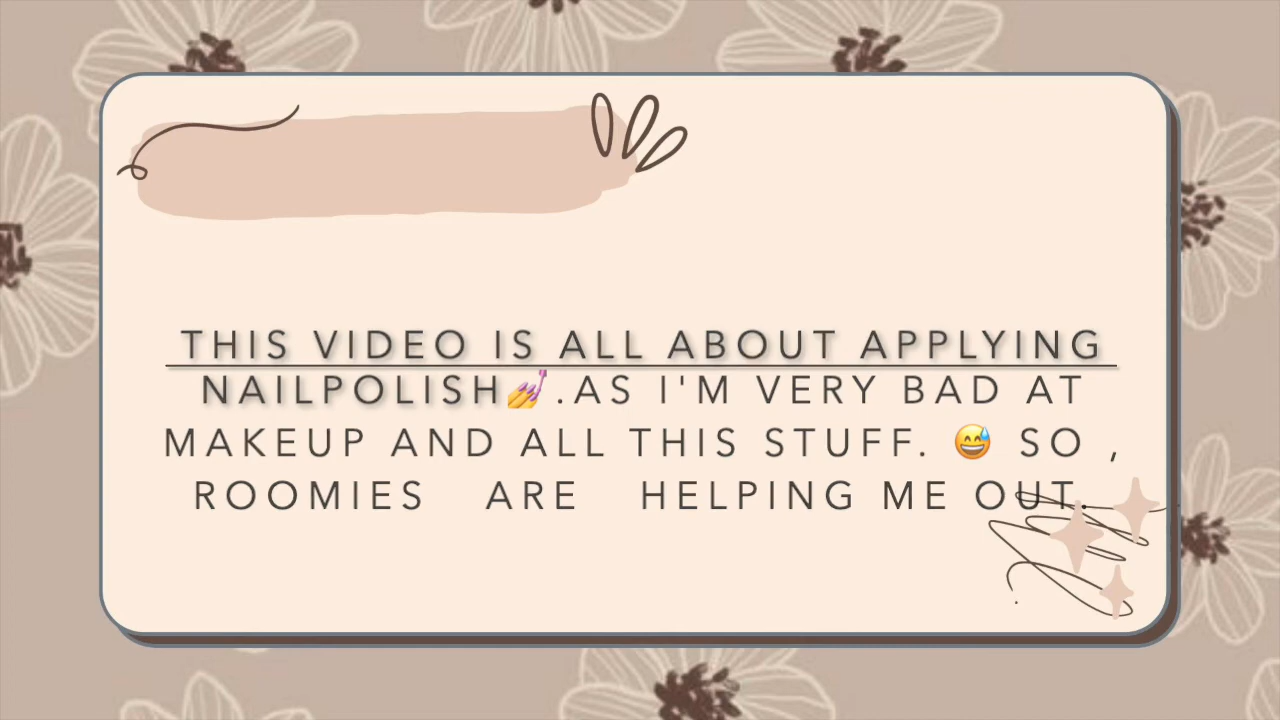 THIS VIDEO IS ALL ABOUT APPLYING
NAILPOLISH💅.AS I'M VERY BAD AT
MAKEUP AND ALL THIS STUFF. 😅 SO ,
ROOMIES ARE HELPING ME OUT.